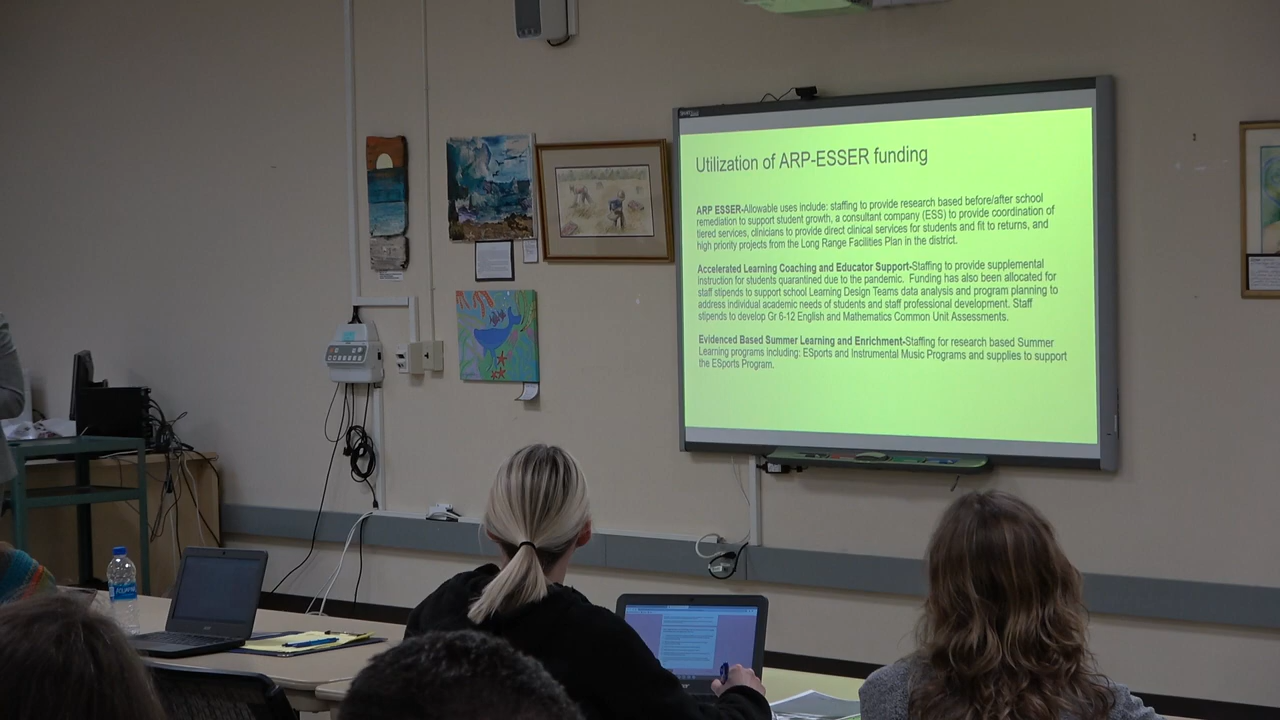 Utilization of ARP-ESSER funding
ARP ESSER-Allowable uses include: staffing to provide research based before/after school
remediation to support student growth, a consultant company (ESS) to provide coordination of
tiered services, clinicians to provide direct clinical services for students and fit to returns, and
high priority projects from the Long Range Facilities Plan in the district.
Accelerated Learning Coaching and Educator Support-Staffing to provide supplemental
instruction for students quarantined due to the pandemic. Funding has also been allocated for
staff stipends to support school Learning Design Teams data analysis and program planning to
address individual academic needs of students and staff professional development. Staff
stipends to develop Gr 6-12 English and Mathematics Common Unit Assessments.
Evidenced Based Summer Learning and Enrichment-Staffing for research based Summer
Learning programs including: ESports and Instrumental Music Programs and supplies to support
the ESports Program.